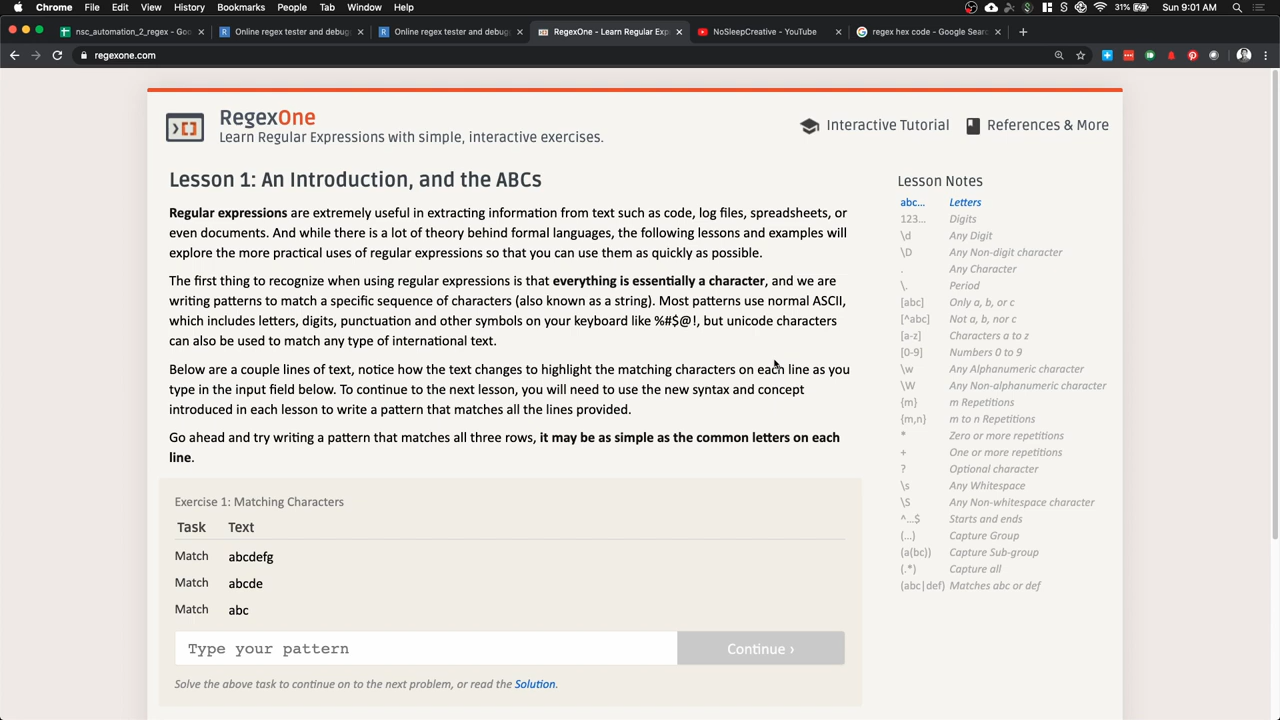 Chrome File Edit View History Bookmarks People Tab Window Help 31% Sun 9:01 AM
nsc_automation_2_regex - Goo × Online regex tester and debug × Online regex tester and debug × RegexOne - Learn Regular Expr × NoSleepCreative - YouTube × regex hex code - Google Searc × +
regexone.com
RegexOne
Learn Regular Expressions with simple, interactive exercises.
Interactive Tutorial References & More
Lesson 1: An Introduction, and the ABCs
Regular expressions are extremely useful in extracting information from text such as code, log files, spreadsheets, or
even documents. And while there is a lot of theory behind formal languages, the following lessons and examples will
explore the more practical uses of regular expressions so that you can use them as quickly as possible.
The first thing to recognize when using regular expressions is that everything is essentially a character, and we are
writing patterns to match a specific sequence of characters (also known as a string). Most patterns use normal ASCII,
which includes letters, digits, punctuation and other symbols on your keyboard like %#$@!, but unicode characters
can also be used to match any type of international text.
Below are a couple lines of text, notice how the text changes to highlight the matching characters on each line as you
type in the input field below. To continue to the next lesson, you will need to use the new syntax and concept
introduced in each lesson to write a pattern that matches all the lines provided.
Go ahead and try writing a pattern that matches all three rows, it may be as simple as the common letters on each
line.
Exercise 1: Matching Characters
Task Text
Match abcdefg
Match abcde
Match abc
Type your pattern
Continue ›
Solve the above task to continue on to the next problem, or read the Solution.
Lesson Notes
abc... Letters
123... Digits
\d Any Digit
\D Any Non-digit character
. Any Character
\. Period
[abc] Only a, b, or c
[^abc] Not a, b, nor c
[a-z] Characters a to z
[0-9] Numbers 0 to 9
\w Any Alphanumeric character
\W Any Non-alphanumeric character
{m} m Repetitions
{m,n} m to n Repetitions
* Zero or more repetitions
+ One or more repetitions
? Optional character
\s Any Whitespace
\S Any Non-whitespace character
^...$ Starts and ends
(...) Capture Group
(a(bc)) Capture Sub-group
(.*) Capture all
(abc|def) Matches abc or def